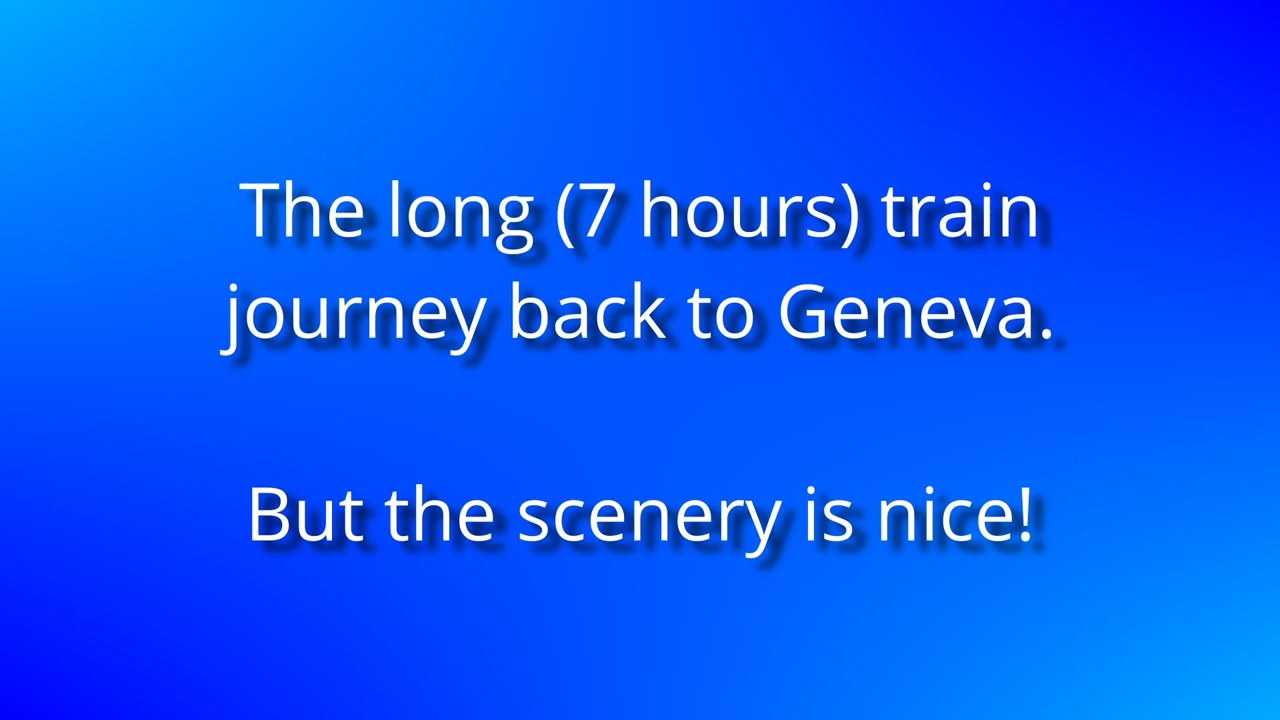 The long (7 hours) train
journey back to Geneva.
But the scenery is nice!